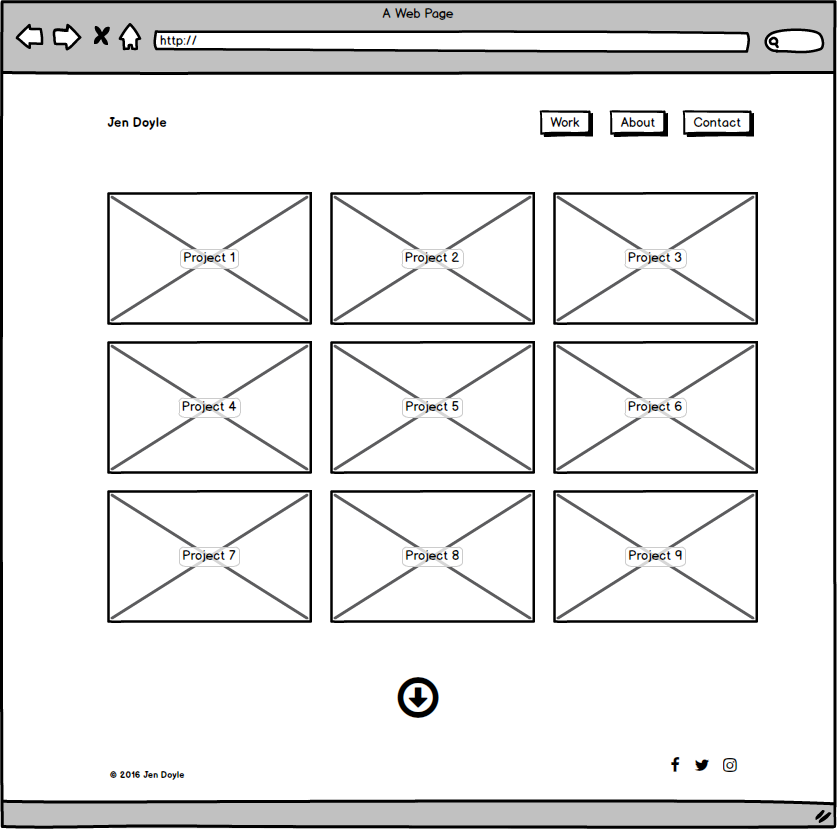 A Web Page
http://
Jen Doyle
Work
About
Contact
Project 1
Project 2
Project 3
Project 4
Project 5
Project 6
Project 7
Project 8
Project 9
© 2016 Jen Doyle